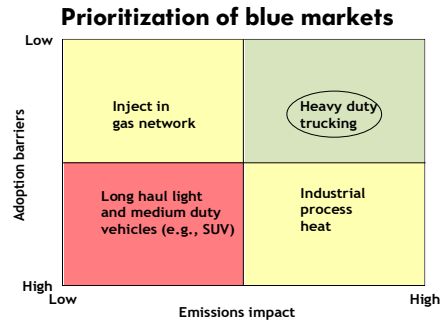 Prioritization of blue markets
Low
Adoption barriers
Inject in
gas network
Heavy duty
trucking
Long haul light
and medium duty
vehicles (e.g., SUV)
Industrial
process
heat
High
Low
High
Emissions impact